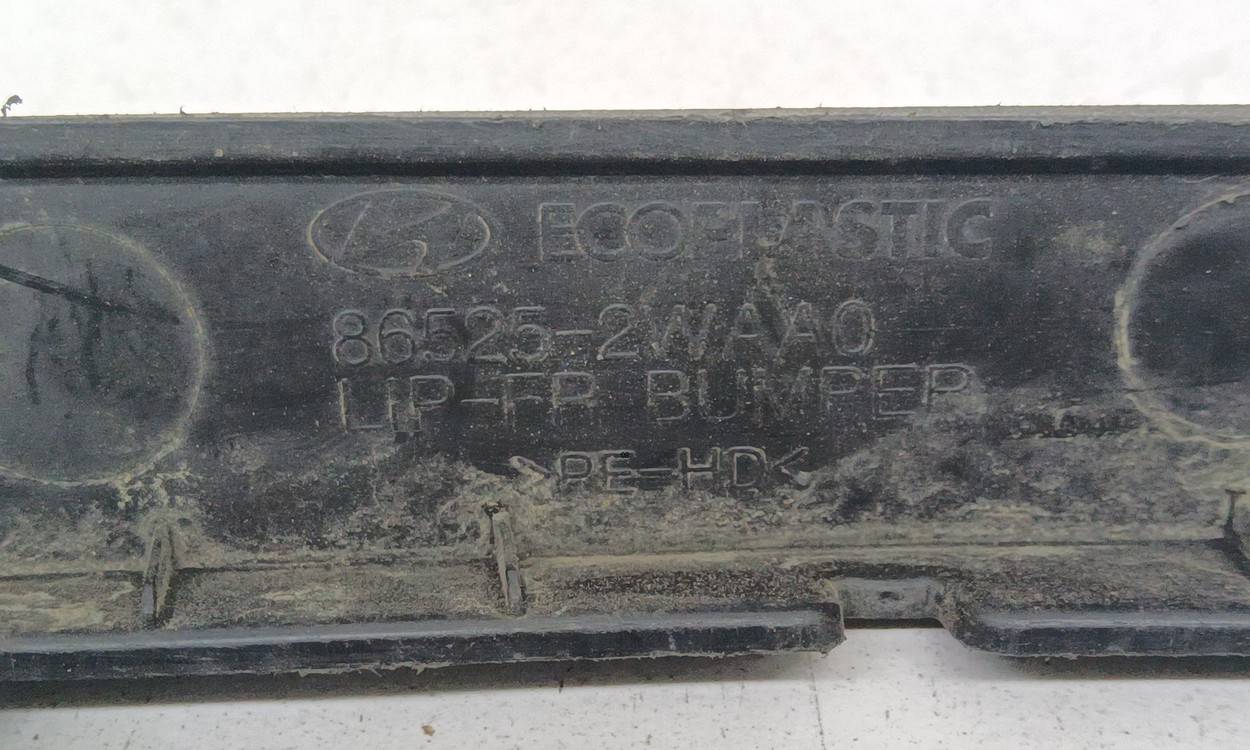 ECOPLASTIC
86525-2WAA0
LIP-FR BUMPER
>PE-HD<